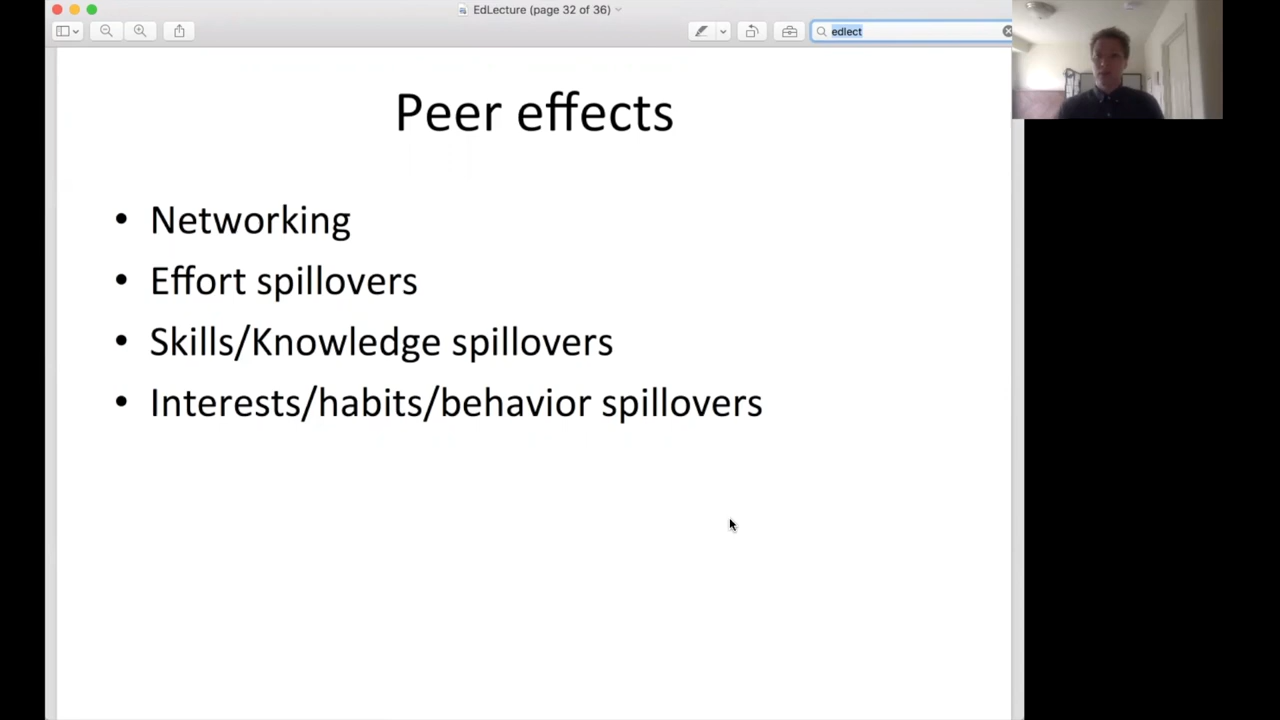 EdLecture (page 32 of 36)
edlect
Peer effects
• Networking
• Effort spillovers
• Skills/Knowledge spillovers
• Interests/habits/behavior spillovers